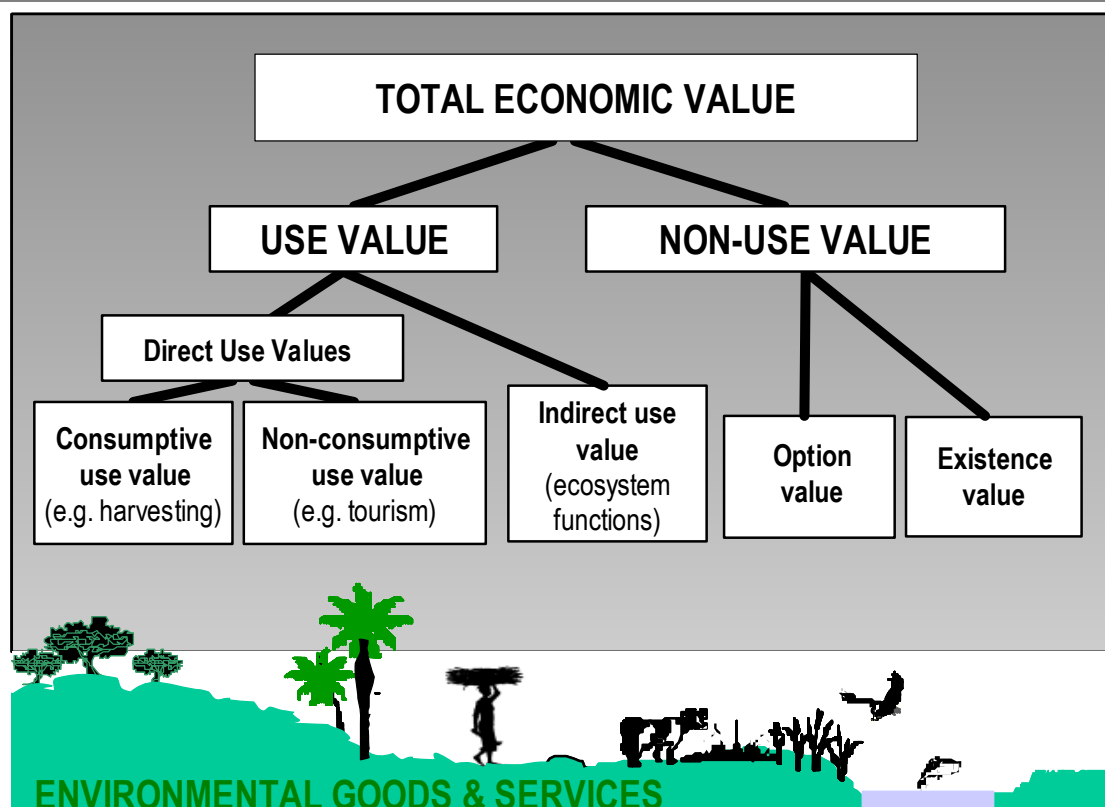 TOTAL ECONOMIC VALUE
USE VALUE
NON-USE VALUE
Direct Use Values
Consumptive
use value
(e.g. harvesting)
Non-consumptive
use value
(e.g. tourism)
Indirect use
value
(ecosystem
functions)
Option
value
Existence
value
ENVIRONMENTAL GOODS & SERVICES